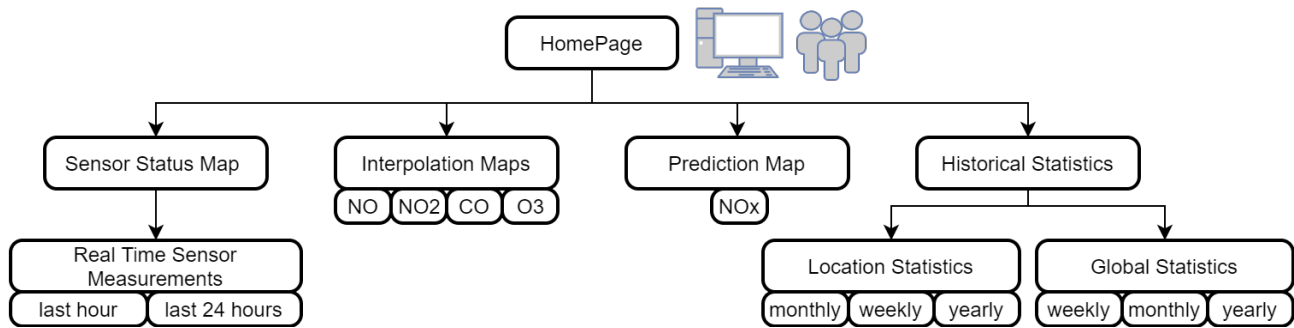 HomePage
Sensor Status Map
Interpolation Maps
Prediction Map
Historical Statistics
NO NO2 CO O3
NOx
Real Time Sensor
Measurements
Location Statistics
Global Statistics
last hour last 24 hours
monthly weekly yearly
weekly monthly yearly